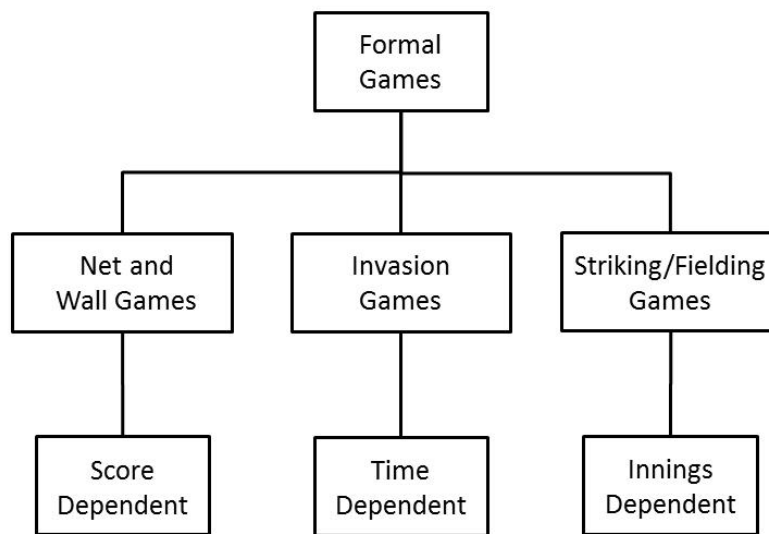 Formal
Games
Net and
Wall Games
Invasion
Games
Striking/Fielding
Games
Score
Dependent
Time
Dependent
Innings
Dependent